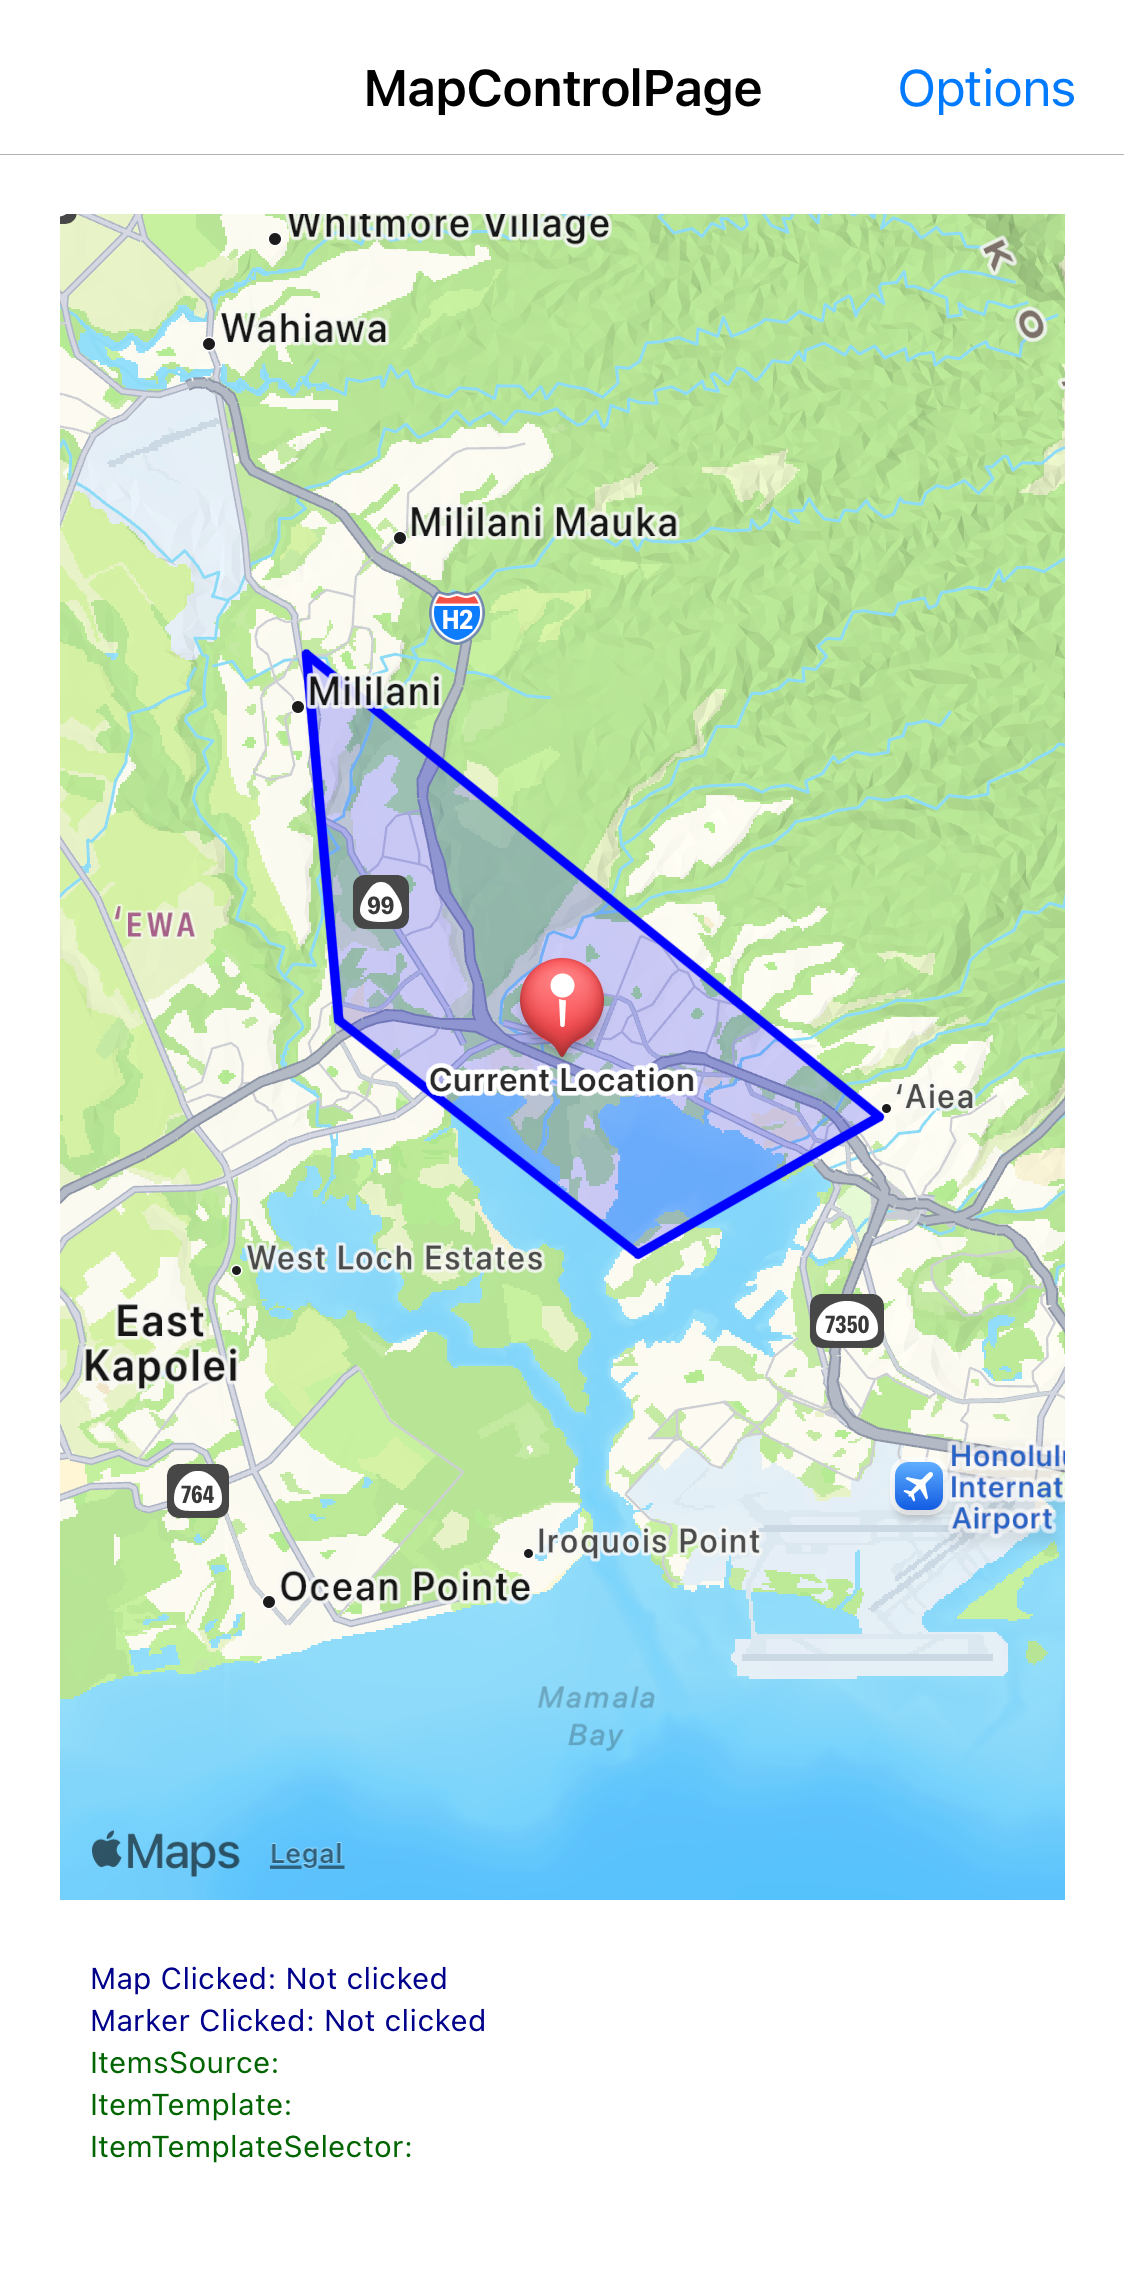 MapControlPage
Options
Whitmore Village
K
O
Wahiawa
Mililani Mauka
H2
Mililani
99
ʻEWA
Current Location
ʻAiea
West Loch Estates
East
Kapolei
7350
Honolulu
Internat
Airport
764
Iroquois Point
Ocean Pointe
Mamala
Bay
Maps
Legal
Map Clicked: Not clicked
Marker Clicked: Not clicked
ItemsSource:
ItemTemplate:
ItemTemplateSelector: